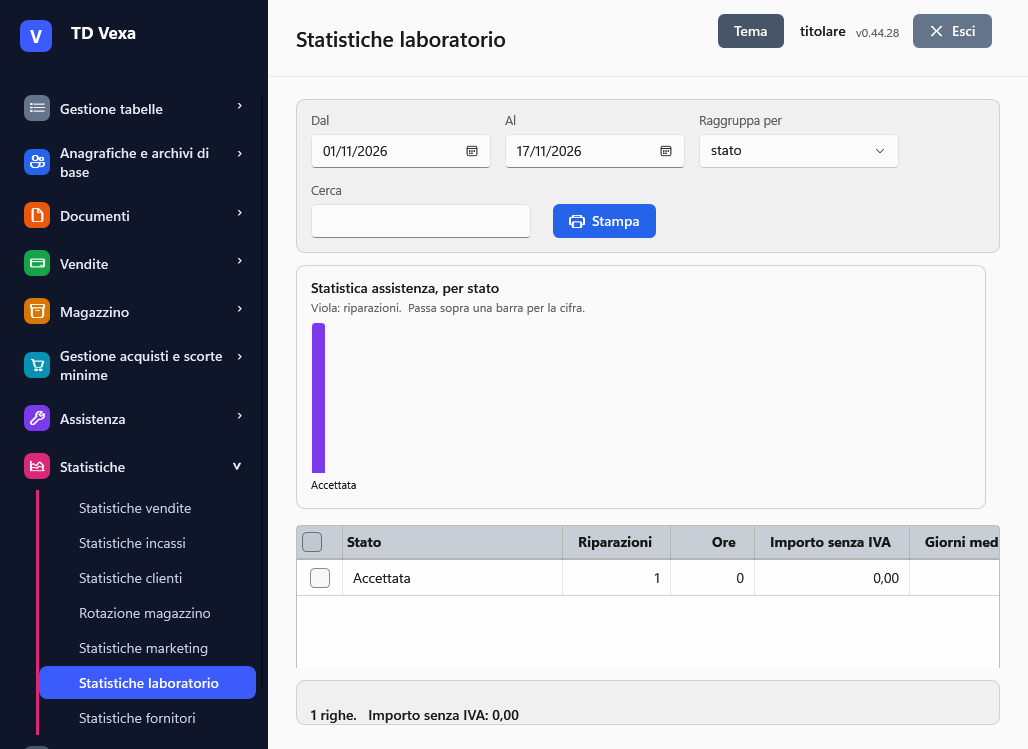 V
TD Vexa
Gestione tabelle
Anagrafiche e archivi di
base
Documenti
Vendite
Magazzino
Gestione acquisti e scorte
minime
Assistenza
Statistiche
Statistiche vendite
Statistiche incassi
Statistiche clienti
Rotazione magazzino
Statistiche marketing
Statistiche laboratorio
Statistiche fornitori
Statistiche laboratorio
Tema
titolare v0.44.28
Esci
Dal
Al
Raggruppa per
01/11/2026
17/11/2026
stato
Cerca
Stampa
Statistica assistenza, per stato
Viola: riparazioni. Passa sopra una barra per la cifra.
Accettata
Stato Riparazioni Ore Importo senza IVA Giorni med
Accettata 1 0 0,00
1 righe. Importo senza IVA: 0,00